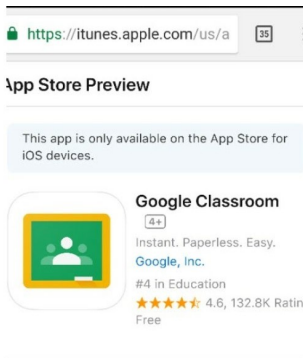 https://itunes.apple.com/us/a
35
App Store Preview
This app is only available on the App Store for
iOS devices.
Google Classroom
4+
Instant. Paperless. Easy.
Google, Inc.
#4 in Education
4.6, 132.8K Ratin
Free